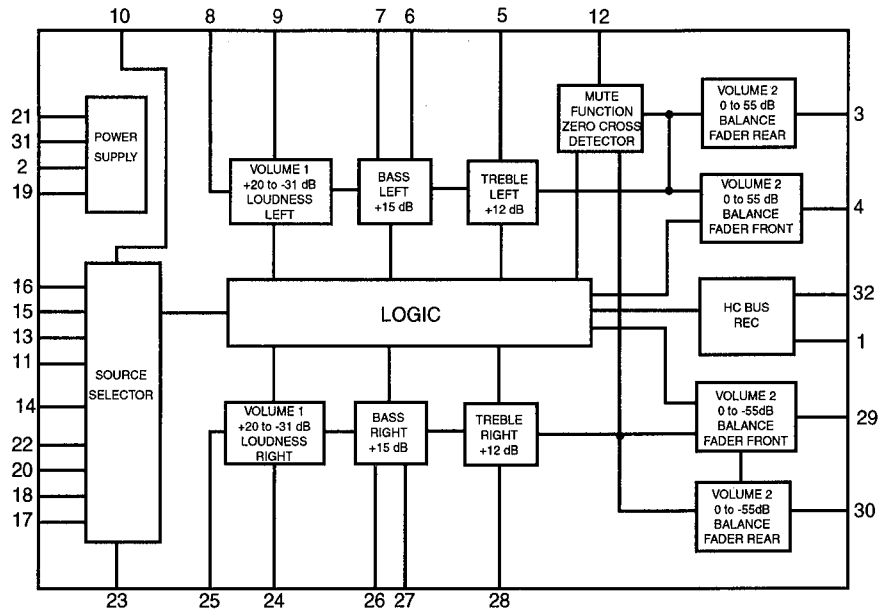 10 8 9 7 6 5 12
21
31
2
19
POWER
SUPPLY
VOLUME 1
+20 to -31 dB
LOUDNESS
LEFT
BASS
LEFT
+15 dB
TREBLE
LEFT
+12 dB
MUTE
FUNCTION
ZERO CROSS
DETECTOR
VOLUME 2
0 to 55 dB
BALANCE
FADER REAR
3
VOLUME 2
0 to 55 dB
BALANCE
FADER FRONT
4
16
15
13
11
14
22
20
18
17
SOURCE
SELECTOR
LOGIC
HC BUS
REC
32
1
VOLUME 1
+20 to -31 dB
LOUDNESS
RIGHT
BASS
RIGHT
+15 dB
TREBLE
RIGHT
+12 dB
VOLUME 2
0 to -55dB
BALANCE
FADER FRONT
29
VOLUME 2
0 to -55dB
BALANCE
FADER REAR
30
23 25 24 26 27 28